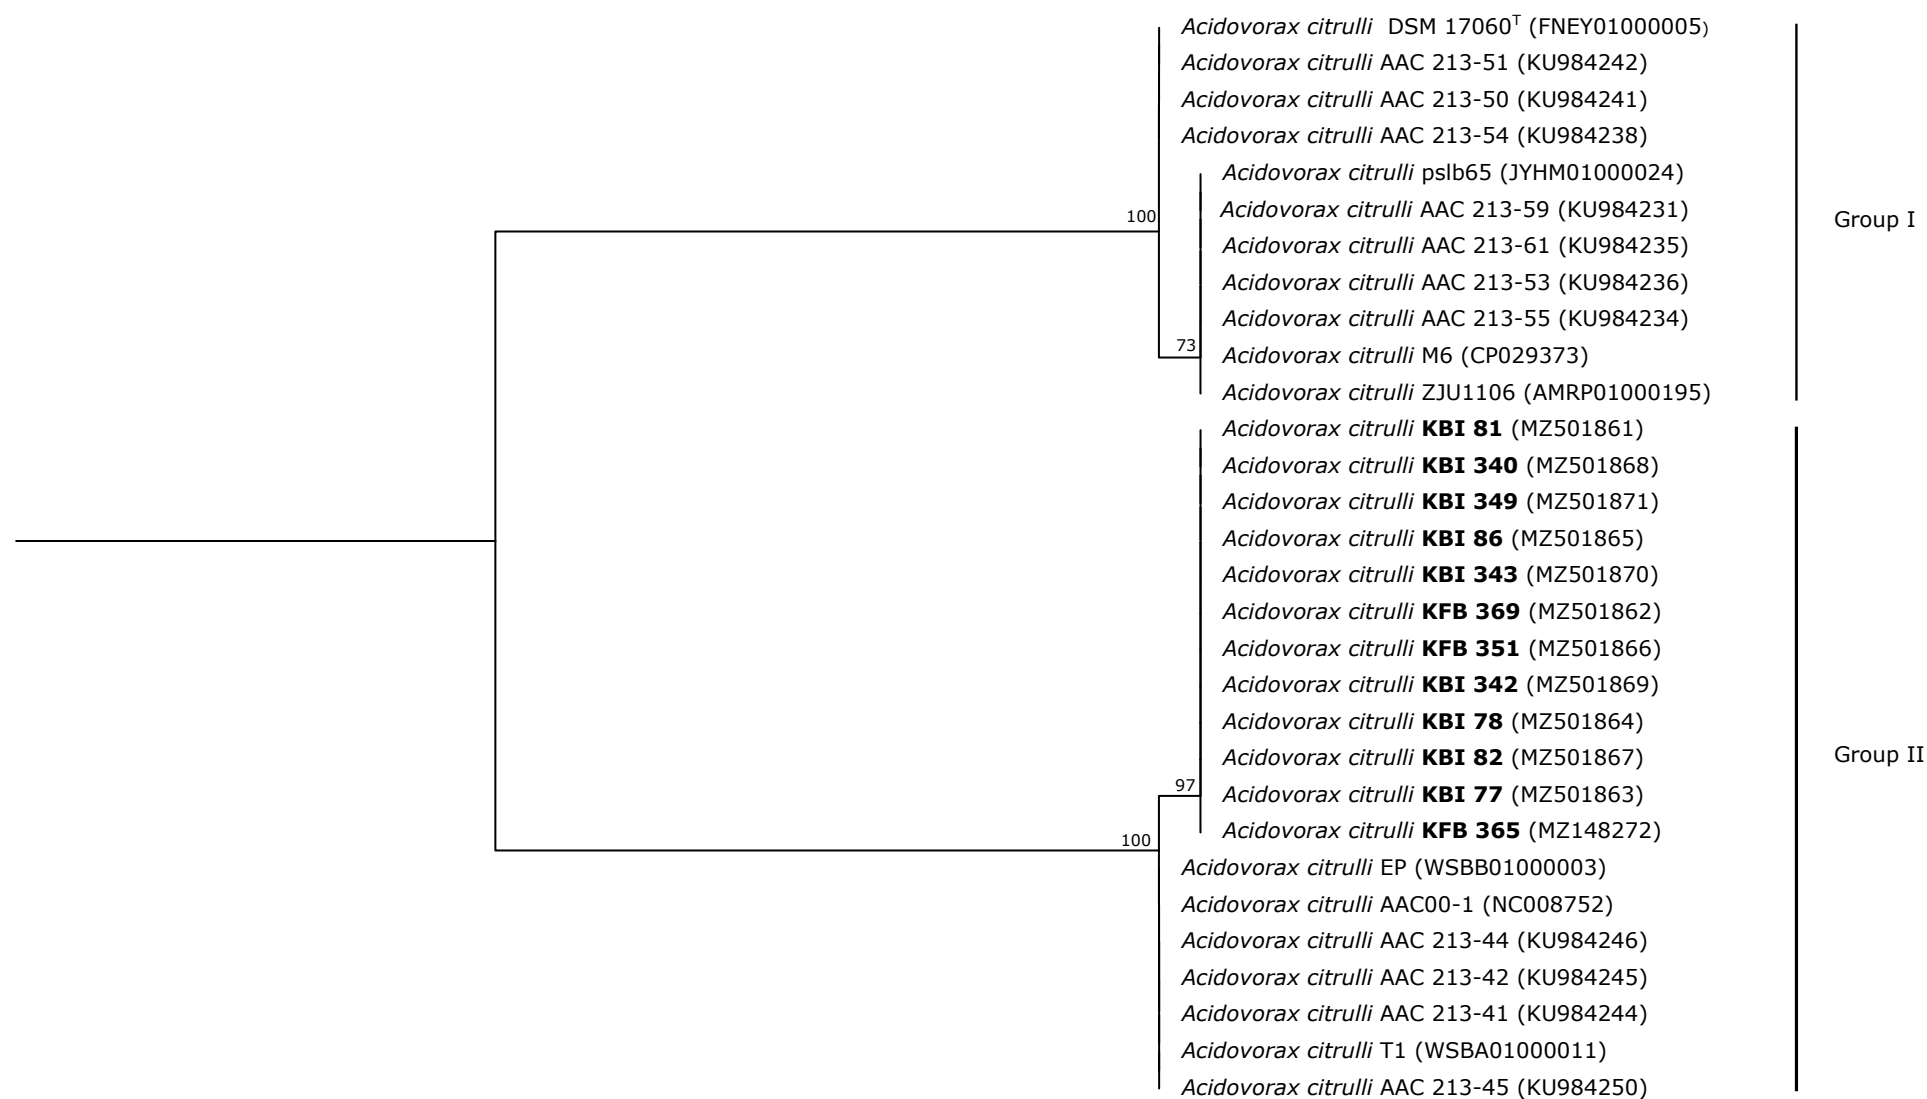 Acidovorax citrulli DSM 17060T (FNEY01000005)
Acidovorax citrulli AAC 213-51 (KU984242)
Acidovorax citrulli AAC 213-50 (KU984241)
Acidovorax citrulli AAC 213-54 (KU984238)
Acidovorax citrulli pslb65 (JYHM01000024)
Acidovorax citrulli AAC 213-59 (KU984231)
100
Group I
Acidovorax citrulli AAC 213-61 (KU984235)
Acidovorax citrulli AAC 213-53 (KU984236)
Acidovorax citrulli AAC 213-55 (KU984234)
73
Acidovorax citrulli M6 (CP029373)
Acidovorax citrulli ZJU1106 (AMRP01000195)
Acidovorax citrulli KBI 81 (MZ501861)
Acidovorax citrulli KBI 340 (MZ501868)
Acidovorax citrulli KBI 349 (MZ501871)
Acidovorax citrulli KBI 86 (MZ501865)
Acidovorax citrulli KBI 343 (MZ501870)
Acidovorax citrulli KFB 369 (MZ501862)
Acidovorax citrulli KFB 351 (MZ501866)
Acidovorax citrulli KBI 342 (MZ501869)
Acidovorax citrulli KBI 78 (MZ501864)
Acidovorax citrulli KBI 82 (MZ501867)
Group II
97
Acidovorax citrulli KBI 77 (MZ501863)
Acidovorax citrulli KFB 365 (MZ148272)
100
Acidovorax citrulli EP (WSBB01000003)
Acidovorax citrulli AAC00-1 (NC008752)
Acidovorax citrulli AAC 213-44 (KU984246)
Acidovorax citrulli AAC 213-42 (KU984245)
Acidovorax citrulli AAC 213-41 (KU984244)
Acidovorax citrulli T1 (WSBA01000011)
Acidovorax citrulli AAC 213-45 (KU984250)